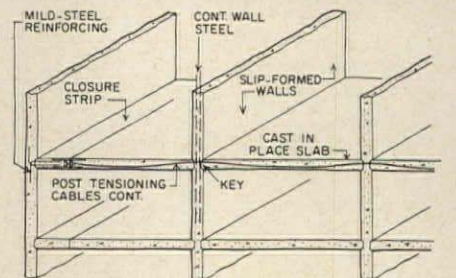 MILD-STEEL
REINFORCING
CONT. WALL
STEEL
CLOSURE
STRIP
SLIP-FORMED
WALLS
CAST IN
PLACE SLAB
POST TENSIONING
CABLES, CONT.
KEY